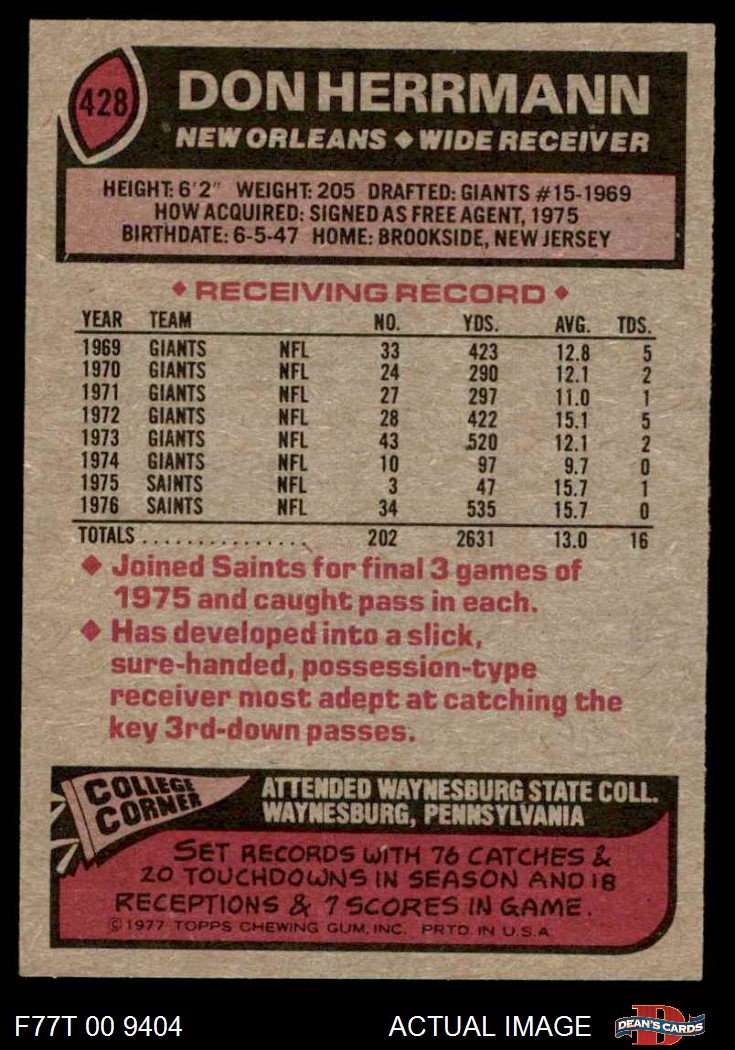 428
DON HERRMANN
NEW ORLEANS ◆ WIDE RECEIVER
HEIGHT: 6'2" WEIGHT: 205 DRAFTED: GIANTS #15-1969
HOW ACQUIRED: SIGNED AS FREE AGENT, 1975
BIRTHDATE: 6-5-47 HOME: BROOKSIDE, NEW JERSEY
◆ RECEIVING RECORD ◆
YEAR TEAM NO. YDS. AVG. TDS.
1969 GIANTS NFL 33 423 12.8 5
1970 GIANTS NFL 24 290 12.1 2
1971 GIANTS NFL 27 297 11.0 1
1972 GIANTS NFL 28 422 15.1 5
1973 GIANTS NFL 43 520 12.1 2
1974 GIANTS NFL 10 97 9.7 0
1975 SAINTS NFL 3 47 15.7 1
1976 SAINTS NFL 34 535 15.7 0
TOTALS ............... 202 2631 13.0 16
◆ Joined Saints for final 3 games of
1975 and caught pass in each.
◆ Has developed into a slick,
sure-handed, possession-type
receiver most adept at catching the
key 3rd-down passes.
COLLEGE
CORNER
ATTENDED WAYNESBURG STATE COLL.
WAYNESBURG, PENNSYLVANIA
SET RECORDS WITH 76 CATCHES &
20 TOUCHDOWNS IN SEASON AND 18
RECEPTIONS & 7 SCORES IN GAME.
©1977 TOPPS CHEWING GUM, INC. PRTD. IN U.S.A.
F77T 00 9404 ACTUAL IMAGE
D
DEAN'S CARDS